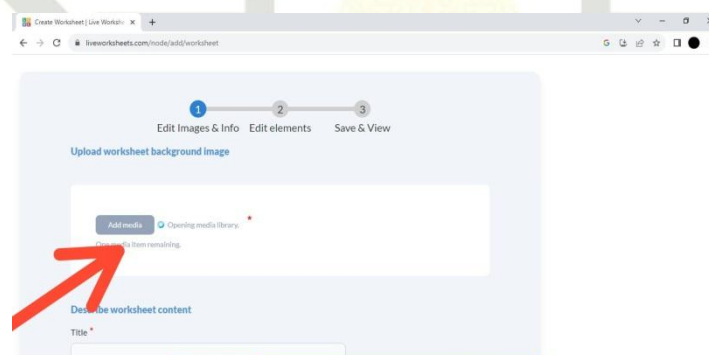 Create Worksheet | Live Workshe
liveworksheets.com/node/add/worksheet
1 2 3
Edit Images & Info Edit elements Save & View
Upload worksheet background image
Add media Opening media library. *
One media item remaining.
Describe worksheet content
Title *